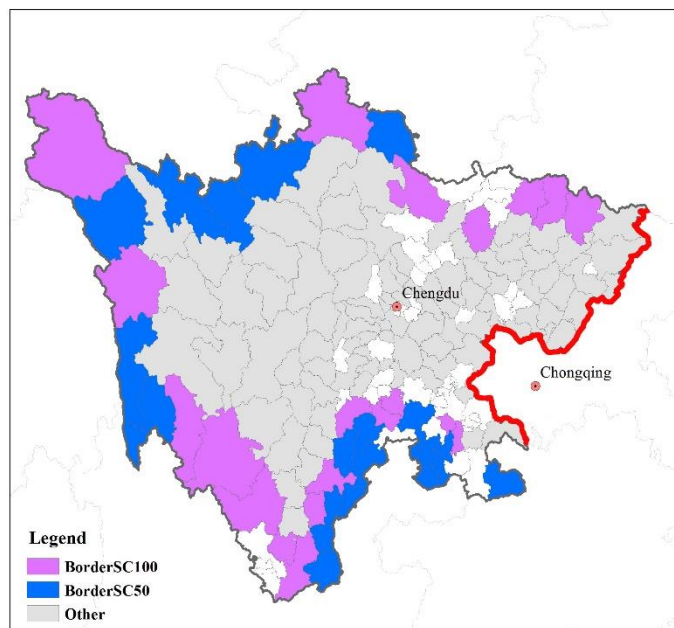 Chengdu
Chongqing
Legend
BorderSC100
BorderSC50
Other